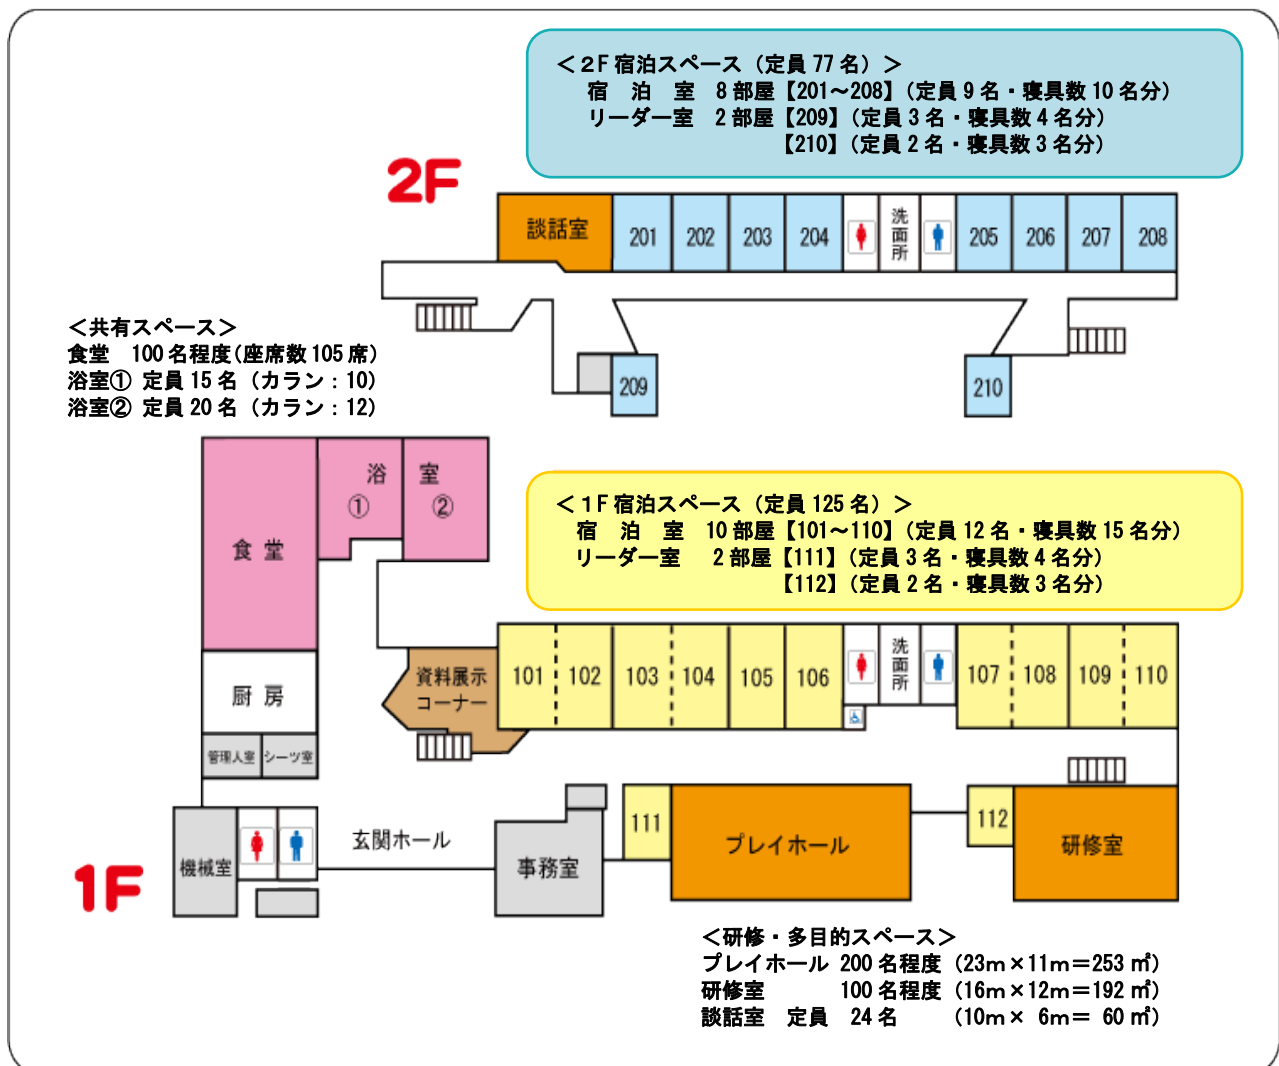 ＜２F 宿泊スペース（定員 77 名）＞
宿　泊　室　8 部屋【201～208】（定員 9 名・寝具数 10 名分）
リーダー室　2 部屋【209】（定員 3 名・寝具数 4 名分）
【210】（定員 2 名・寝具数 3 名分）
2F
談話室
201
202
203
204
洗面所
205
206
207
208
209
210
＜共有スペース＞
食堂　100 名程度（座席数 105 席）
浴室① 定員 15 名（カラン：10）
浴室② 定員 20 名（カラン：12）
浴　室
①
②
食 堂
＜１F 宿泊スペース（定員 125 名）＞
宿　泊　室　10 部屋【101～110】（定員 12 名・寝具数 15 名分）
リーダー室　2 部屋【111】（定員 3 名・寝具数 4 名分）
【112】（定員 2 名・寝具数 3 名分）
厨 房
管理人室
シーツ室
資料展示
コーナー
101
102
103
104
105
106
洗面所
107
108
109
110
1F
機械室
玄関ホール
事務室
111
プレイホール
112
研修室
＜研修・多目的スペース＞
プレイホール 200 名程度（23ｍ×11ｍ＝253 ㎡）
研修室　100 名程度（16ｍ×12ｍ＝192 ㎡）
談話室　定員　24 名　（10ｍ× 6ｍ＝ 60 ㎡）